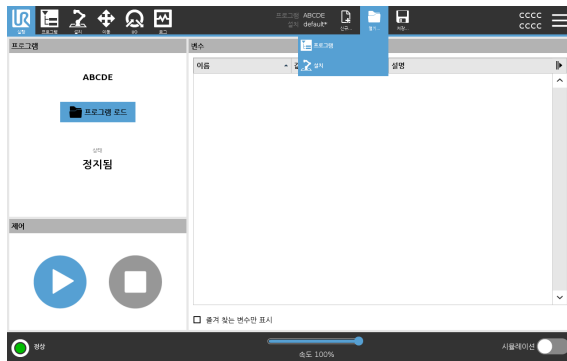 UR
실행 프로그램 설치 이동 I/O 로그
프로그램 ABCDE
설치 default*
신규... 열기... 저장...
cccc
cccc
프로그램
설치
프로그램
ABCDE
프로그램 로드
상태
정지됨
제어
변수
이름
설명
즐겨 찾는 변수만 표시
정상
속도 100%
시뮬레이션